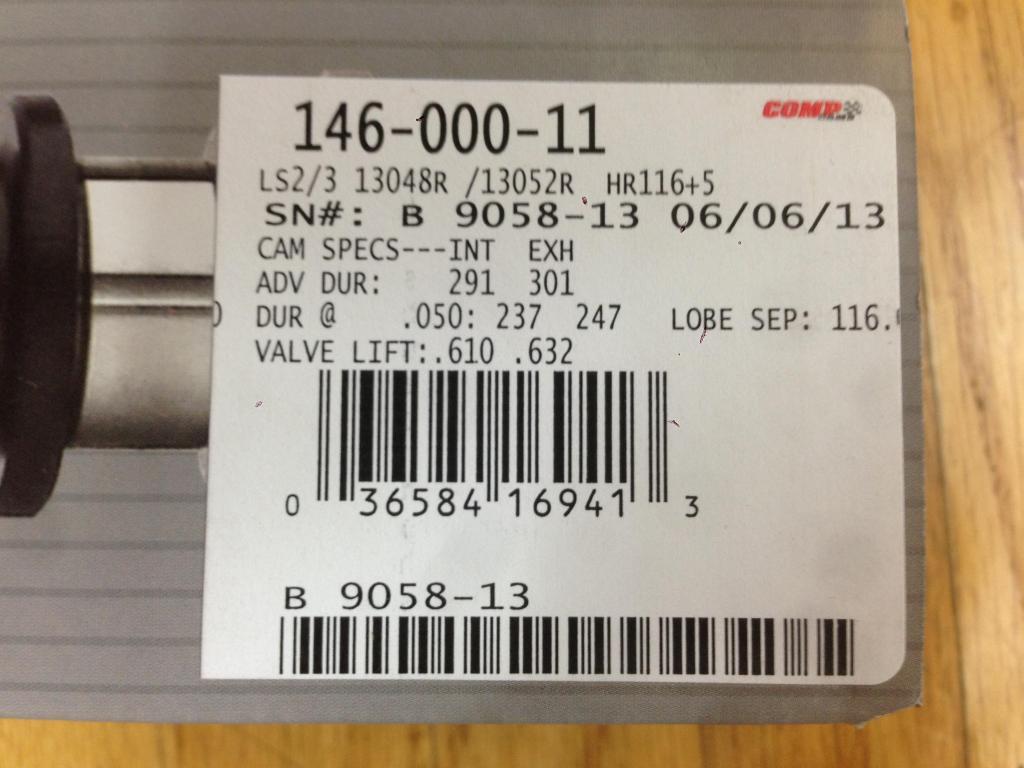 146-000-11
COMP
LS2/3 13048R /13052R HR116+5
SN#: B 9058-13 06/06/13
CAM SPECS---INT EXH
ADV DUR: 291 301
DUR @ .050: 237 247 LOBE SEP: 116.
VALVE LIFT:.610 .632
0 36584 16941 3
B 9058-13